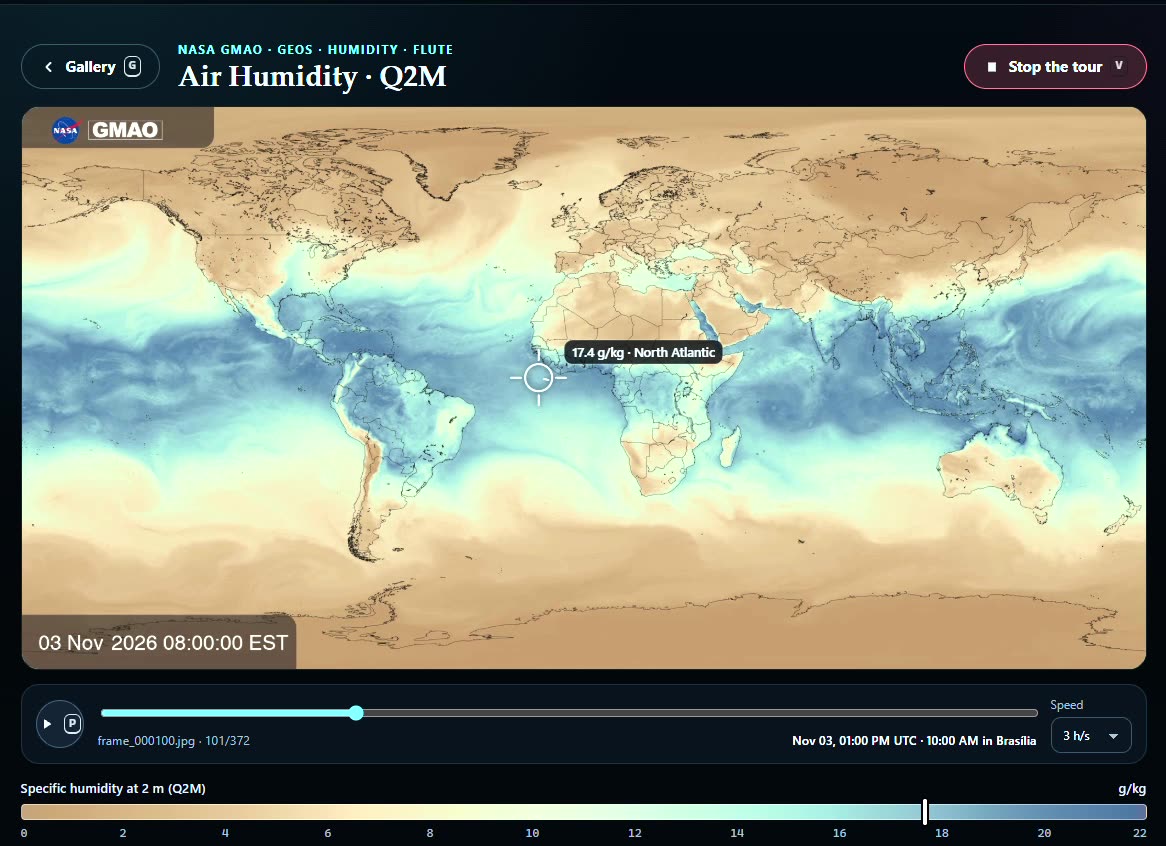 Gallery G
NASA GMAO · GEOS · HUMIDITY · FLUTE
Air Humidity · Q2M
Stop the tour V
NASA GMAO
17.4 g/kg · North Atlantic
03 Nov 2026 08:00:00 EST
P
frame_000100.jpg · 101/372
Nov 03, 01:00 PM UTC · 10:00 AM in Brasília
Speed
3 h/s
Specific humidity at 2 m (Q2M)
g/kg
0 2 4 6 8 10 12 14 16 18 20 22